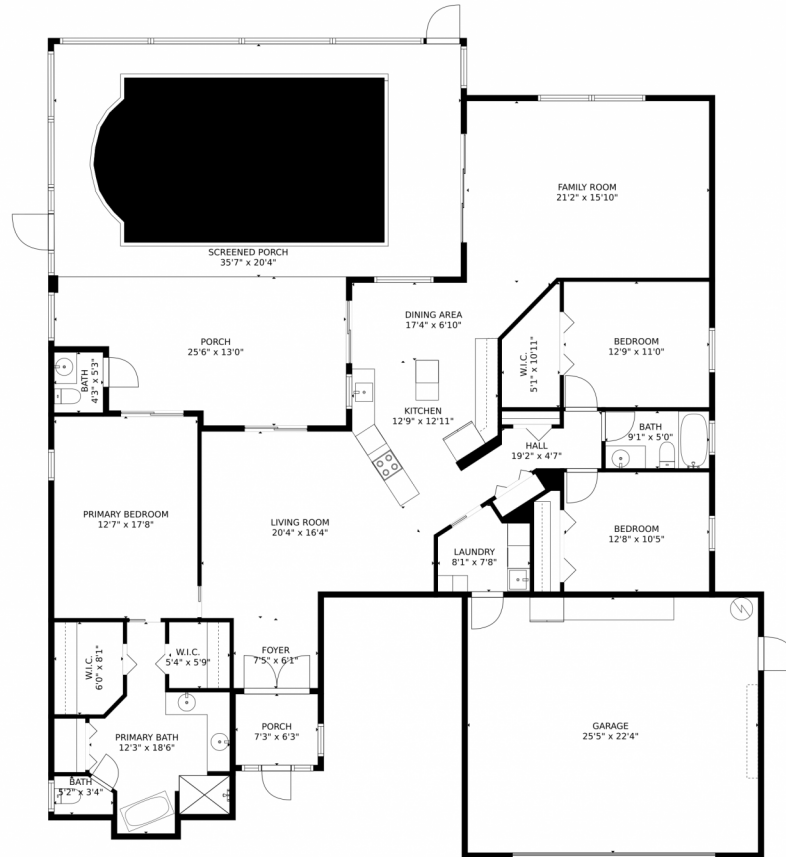 FAMILY ROOM
21'2" x 15'10"
SCREENED PORCH
35'7" x 20'4"
DINING AREA
17'4" x 6'10"
PORCH
25'6" x 13'0"
BEDROOM
12'9" x 11'0"
W.I.C.
5'1" x 10'11"
BATH
4'3" x 5'3"
KITCHEN
12'9" x 12'11"
BATH
9'1" x 5'0"
HALL
19'2" x 4'7"
PRIMARY BEDROOM
12'7" x 17'8"
LIVING ROOM
20'4" x 16'4"
BEDROOM
12'8" x 10'5"
LAUNDRY
8'1" x 7'8"
W.I.C.
6'0" x 8'1"
W.I.C.
5'4" x 5'9"
FOYER
7'5" x 6'1"
PORCH
7'3" x 6'3"
GARAGE
25'5" x 22'4"
PRIMARY BATH
12'3" x 18'6"
BATH
5'2" x 3'4"